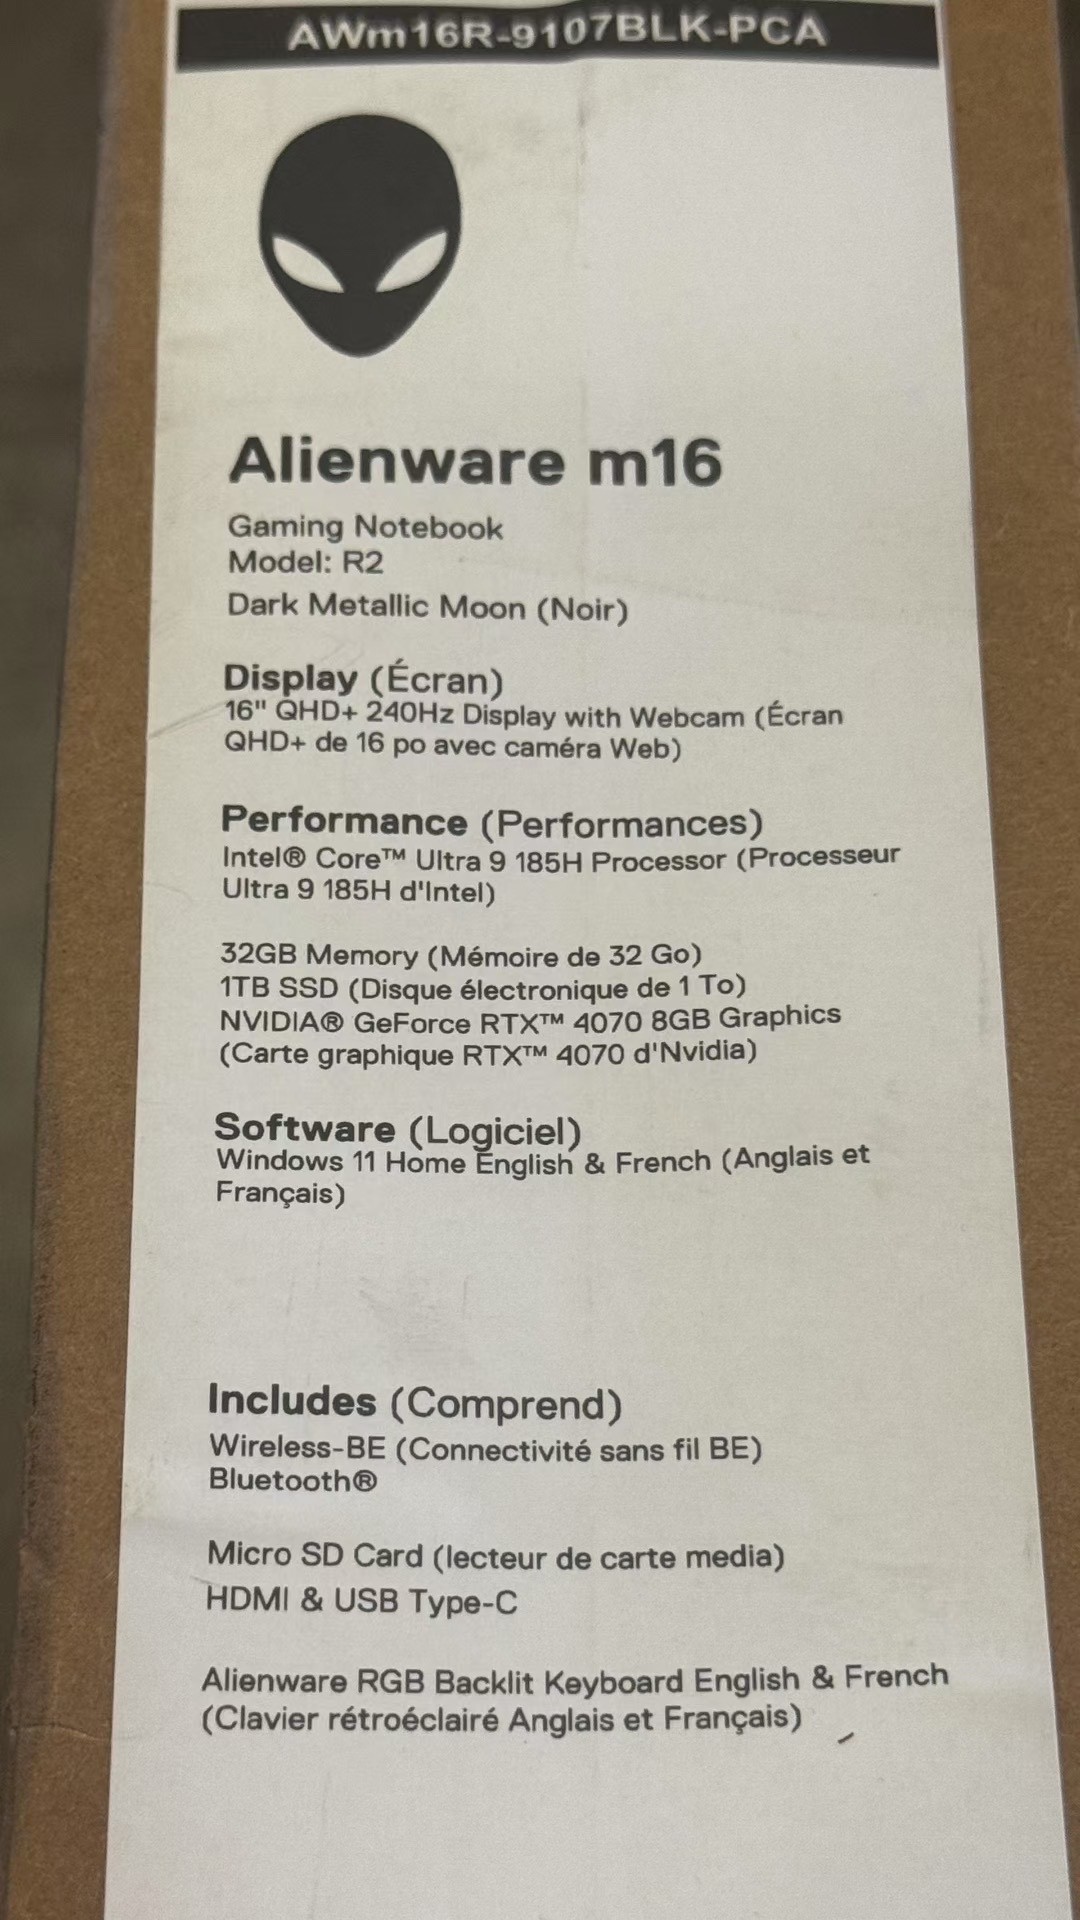 AWm16R-9107BLK-PCA
Alienware m16
Gaming Notebook
Model: R2
Dark Metallic Moon (Noir)
Display (Écran)
16" QHD+ 240Hz Display with Webcam (Écran
QHD+ de 16 po avec caméra Web)
Performance (Performances)
Intel® Core™ Ultra 9 185H Processor (Processeur
Ultra 9 185H d'Intel)
32GB Memory (Mémoire de 32 Go)
1TB SSD (Disque électronique de 1 To)
NVIDIA® GeForce RTX™ 4070 8GB Graphics
(Carte graphique RTX™ 4070 d'Nvidia)
Software (Logiciel)
Windows 11 Home English & French (Anglais et
Français)
Includes (Comprend)
Wireless-BE (Connectivité sans fil BE)
Bluetooth®
Micro SD Card (lecteur de carte media)
HDMI & USB Type-C
Alienware RGB Backlit Keyboard English & French
(Clavier rétroéclairé Anglais et Français)